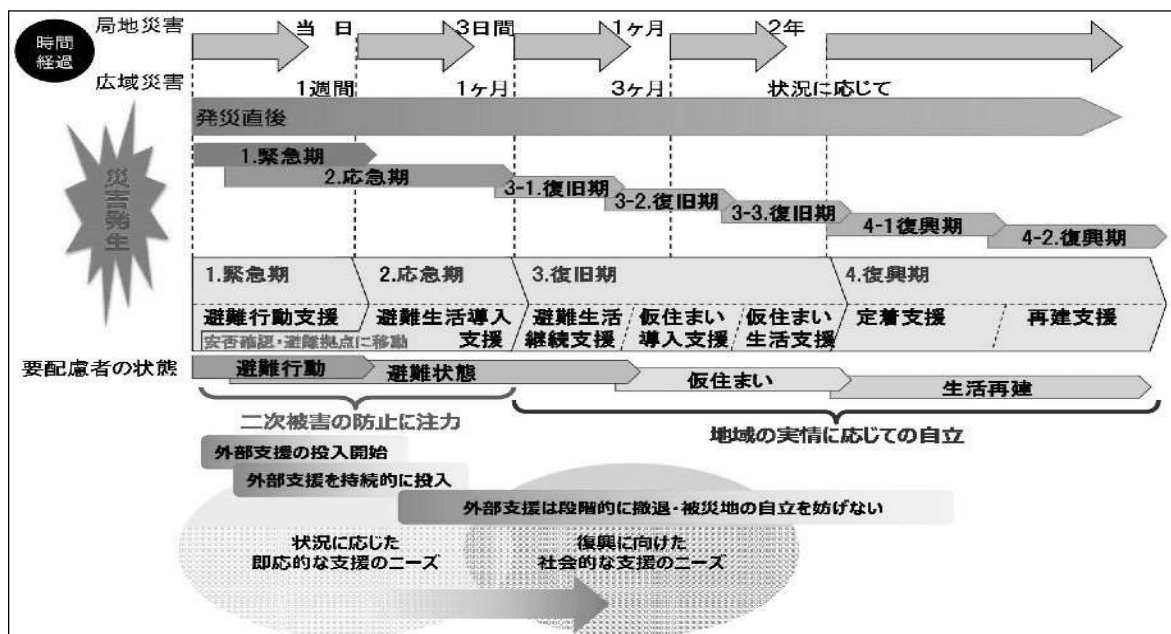 局地災害
当 日
3日間
1ヶ月
2年
時間
経過
広域災害
1週間
1ヶ月
3ヶ月
状況に応じて
発災直後
災害発生
1.緊急期
2.応急期
3-1.復旧期
3-2.復旧期
3-3.復旧期
4-1復興期
4-2.復興期
1.緊急期
2.応急期
3.復旧期
4.復興期
避難行動支援
安否確認・避難拠点に移動
避難生活導入
支援
避難生活
継続支援
仮住まい
導入支援
仮住まい
生活支援
定着支援
再建支援
要配慮者の状態
避難行動
避難状態
仮住まい
生活再建
二次被害の防止に注力
地域の実情に応じての自立
外部支援の投入開始
外部支援を持続的に投入
外部支援は段階的に撤退・被災地の自立を妨げない
状況に応じた
即応的な支援のニーズ
復興に向けた
社会的な支援のニーズ